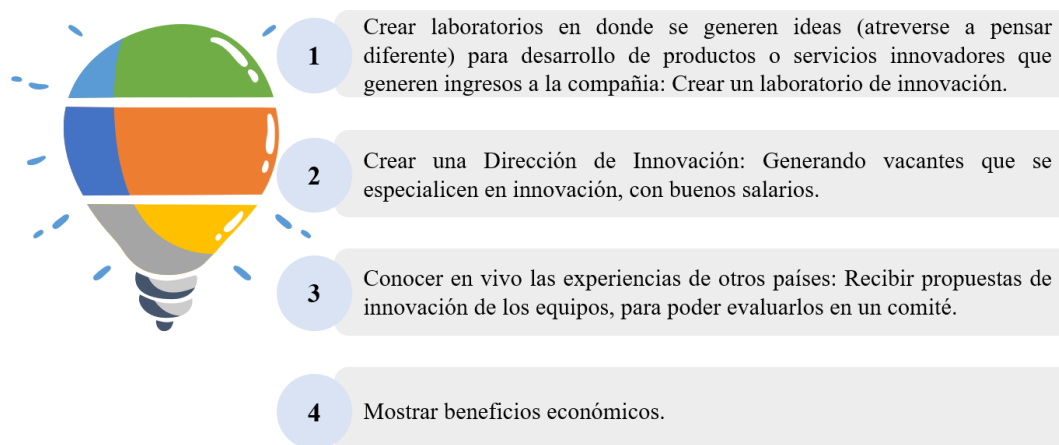 1
Crear laboratorios en donde se generen ideas (atreverse a pensar
diferente) para desarrollo de productos o servicios innovadores que
generen ingresos a la compañia: Crear un laboratorio de innovación.
2
Crear una Dirección de Innovación: Generando vacantes que se
especialicen en innovación, con buenos salarios.
3
Conocer en vivo las experiencias de otros países: Recibir propuestas de
innovación de los equipos, para poder evaluarlos en un comité.
4
Mostrar beneficios económicos.